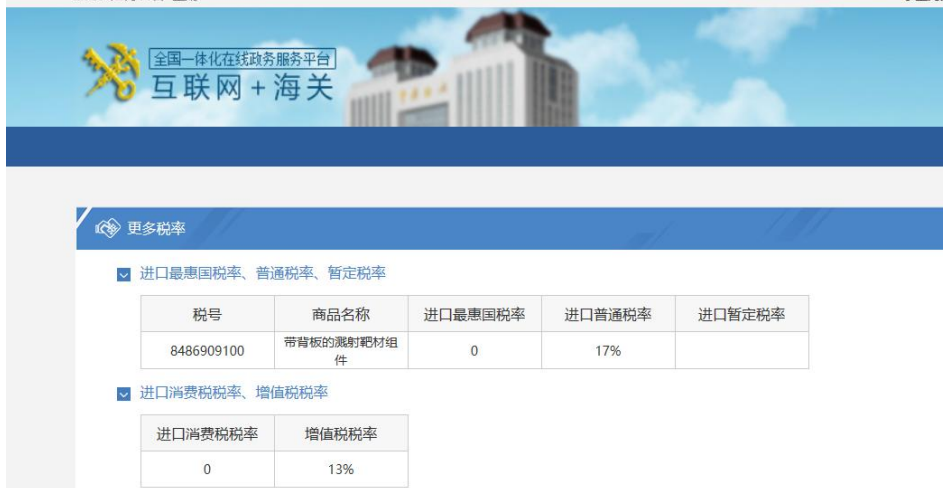 全国一体化在线政务服务平台
互联网+海关
更多税率
进口最惠国税率、普通税率、暂定税率
税号 商品名称 进口最惠国税率 进口普通税率 进口暂定税率
8486909100 带背板的溅射靶材组件 0 17%
进口消费税税率、增值税税率
进口消费税税率 增值税税率
0 13%